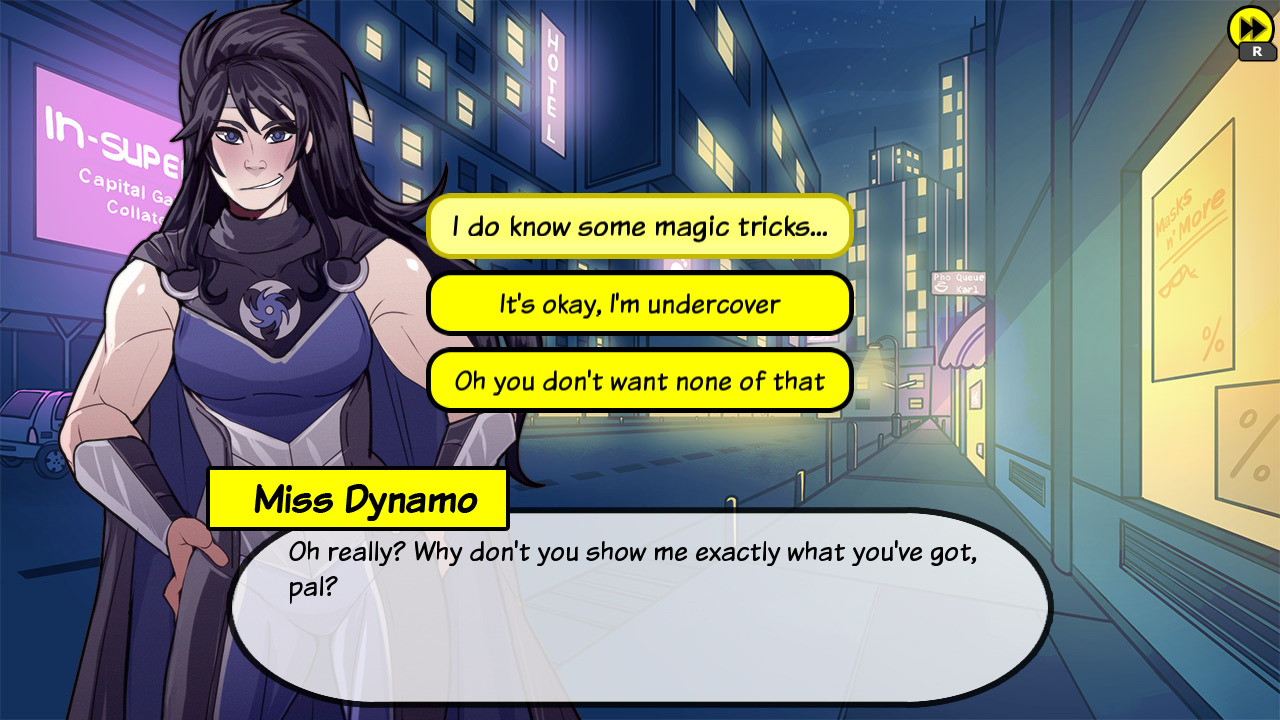 In-SUPE
Capital Ga
Collate
HOTEL
R
I do know some magic tricks...
It's okay, I'm undercover
Oh you don't want none of that
Masks
n' More
%
%
Pho Queue
Karl
Miss Dynamo
Oh really? Why don't you show me exactly what you've got,
pal?